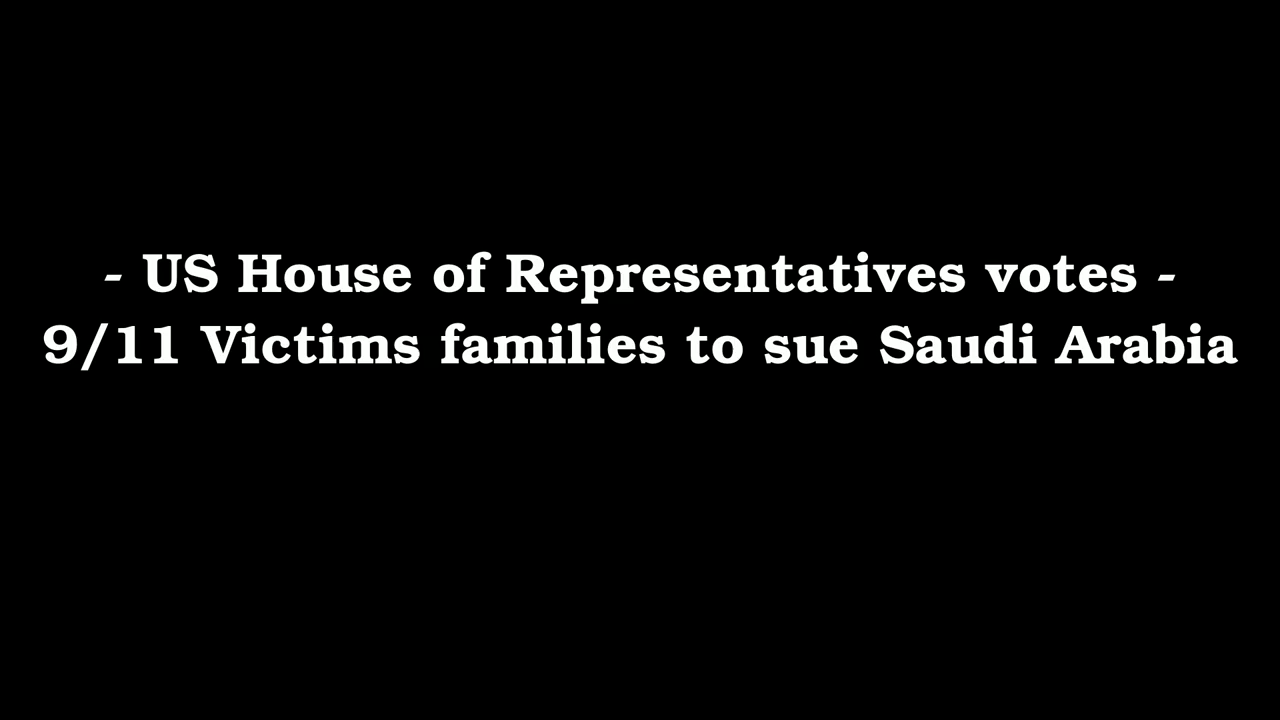 - US House of Representatives votes -
9/11 Victims families to sue Saudi Arabia